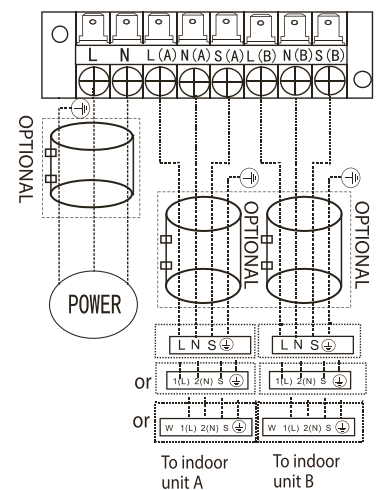 L N L(A) N(A) S(A) L(B) N(B) S(B)
OPTIONAL
OPTIONAL
OPTIONAL
POWER
L N S
L N S
or
1(L) 2(N) S
1(L) 2(N) S
or
W 1(L) 2(N) S
W 1(L) 2(N) S
To indoor
unit A
To indoor
unit B